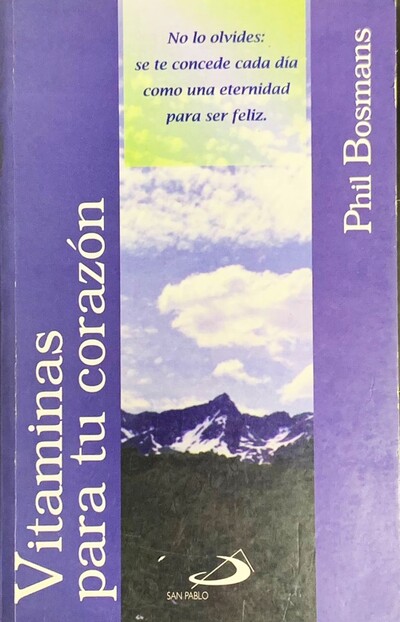 No lo olvides:
se te concede cada día
como una eternidad
para ser feliz.
Phil Bosmans
Vitaminas
para tu corazón
SAN PABLO